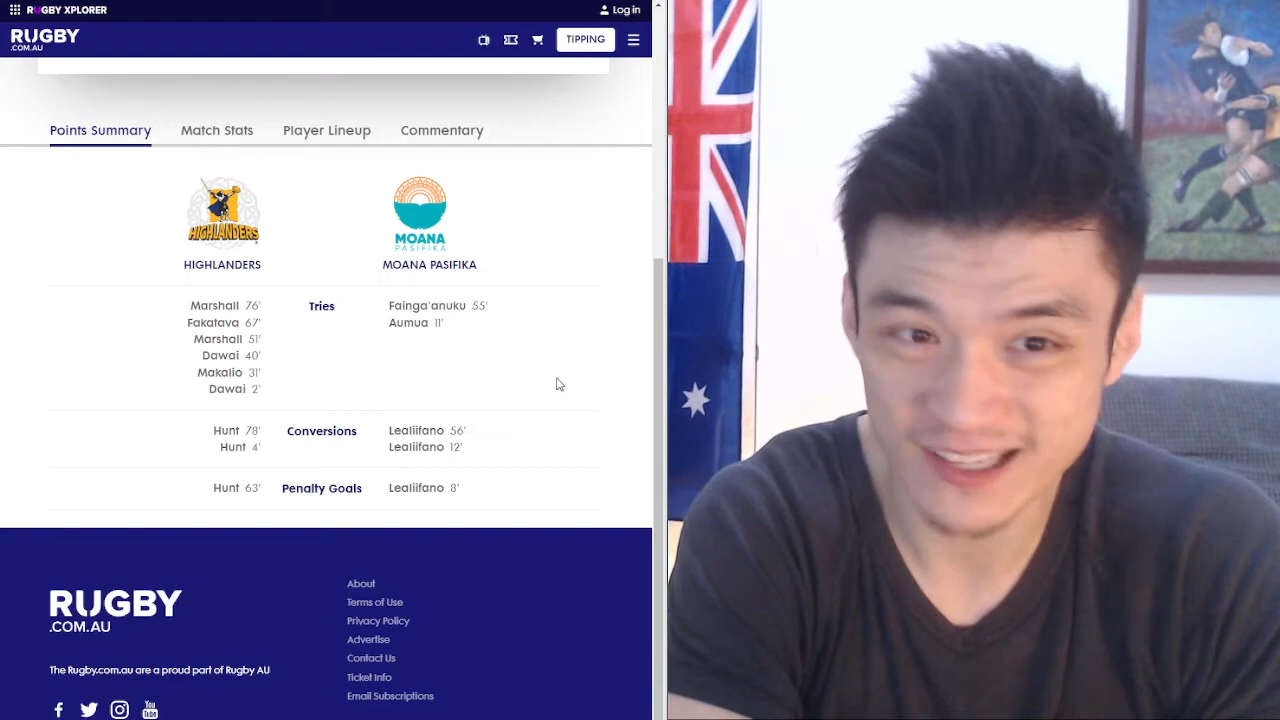 RUGBY XPLORER
Log in
RUGBY
.COM.AU
TIPPING
Points Summary Match Stats Player Lineup Commentary
HIGHLANDERS
MOANA
PASIFIKA
HIGHLANDERS MOANA PASIFIKA
Marshall 76' Tries Fainga'anuku 55'
Fakatava 67' Aumua 11'
Marshall 51'
Dawai 40'
Makalio 31'
Dawai 2'
Hunt 78' Conversions Lealiifano 56'
Hunt 4' Lealiifano 12'
Hunt 63' Penalty Goals Lealiifano 8'
RUGBY
.COM.AU
The Rugby.com.au are a proud part of Rugby AU
You
Tube
About
Terms of Use
Privacy Policy
Advertise
Contact Us
Ticket Info
Email Subscriptions